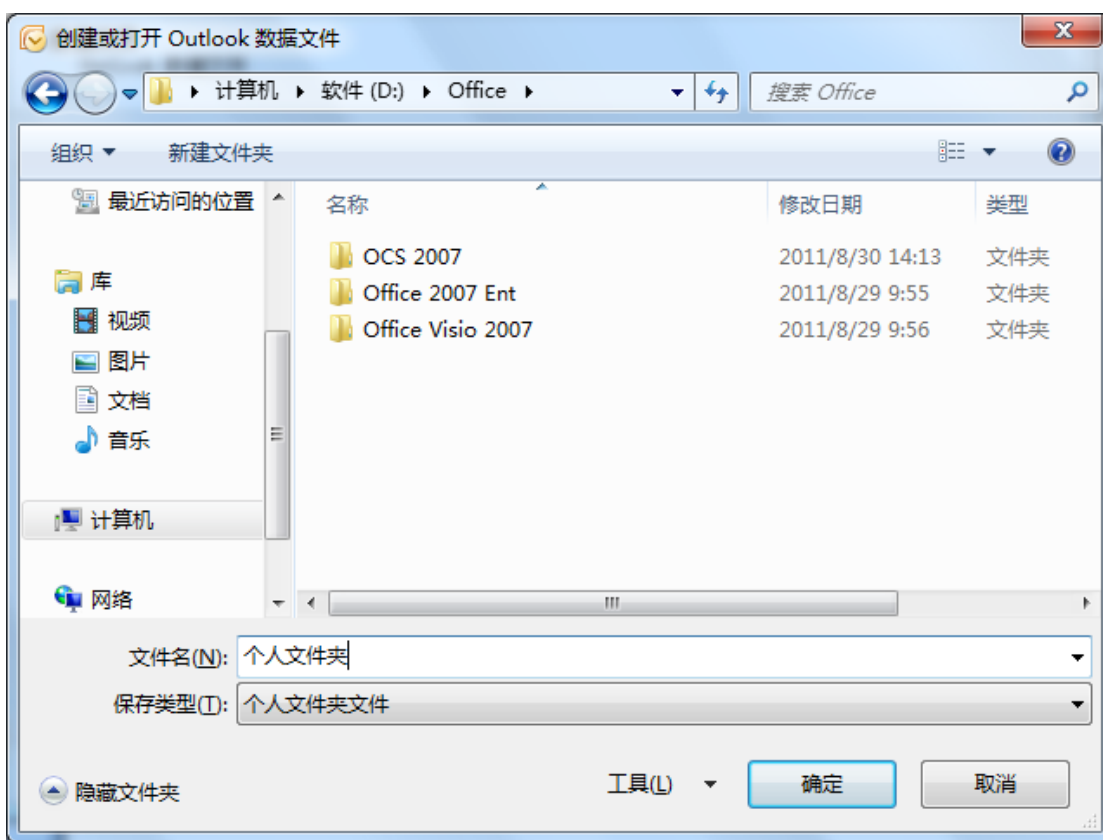 创建或打开 Outlook 数据文件
计算机 软件 (D:) Office 搜索 Office
组织 新建文件夹
最近访问的位置
库
视频
图片
文档
音乐
计算机
网络
名称 修改日期 类型
OCS 2007 2011/8/30 14:13 文件夹
Office 2007 Ent 2011/8/29 9:55 文件夹
Office Visio 2007 2011/8/29 9:56 文件夹
文件名(N): 个人文件夹
保存类型(T): 个人文件夹文件
隐藏文件夹 工具(L) 确定 取消